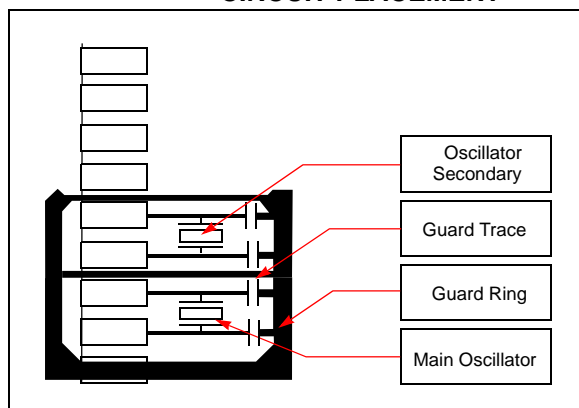 Oscillator
Secondary
Guard Trace
Guard Ring
Main Oscillator